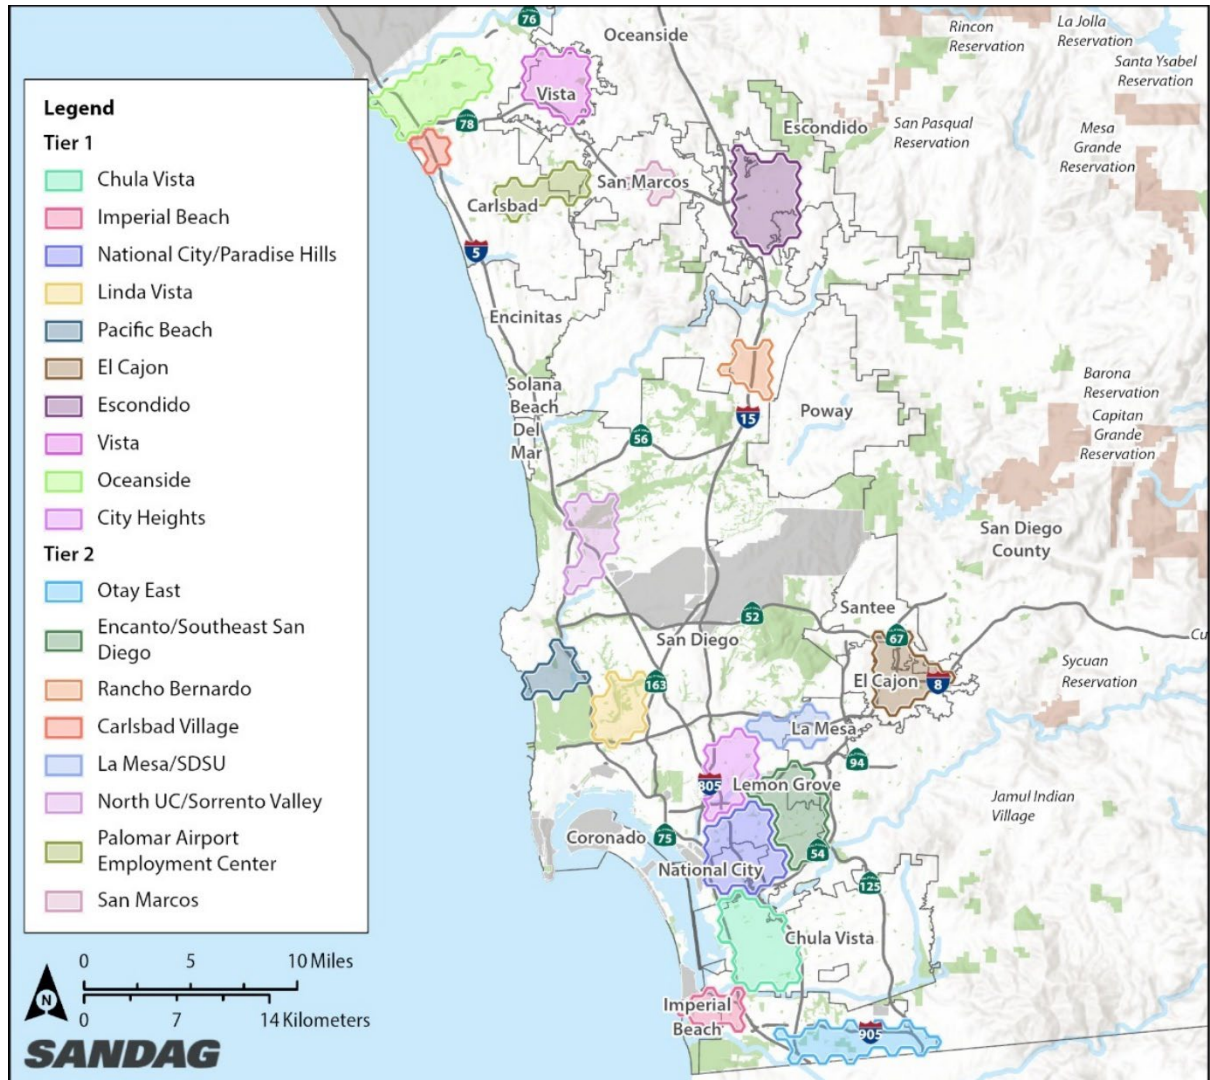 Legend
Tier 1
Chula Vista
Imperial Beach
National City/Paradise Hills
Linda Vista
Pacific Beach
El Cajon
Escondido
Vista
Oceanside
City Heights
Tier 2
Otay East
Encanto/Southeast San
Diego
Rancho Bernardo
Carlsbad Village
La Mesa/SDSU
North UC/Sorrento Valley
Palomar Airport
Employment Center
San Marcos
0 5 10 Miles
0 7 14 Kilometers
N
SANDAG
76
Oceanside
Rincon
Reservation
La Jolla
Reservation
Santa Ysabel
Reservation
Vista
78
Escondido
San Pasqual
Reservation
Mesa
Grande
Reservation
San Marcos
Carlsbad
5
Encinitas
Solana
Beach
Del
Mar
15
Poway
56
Barona
Reservation
Capitan
Grande
Reservation
San Diego
County
52
Santee
67
San Diego
Cu
El Cajon
8
Sycuan
Reservation
163
La Mesa
94
805
Lemon Grove
Jamul Indian
Village
Coronado
75
54
National City
125
Chula Vista
Imperial
Beach
905